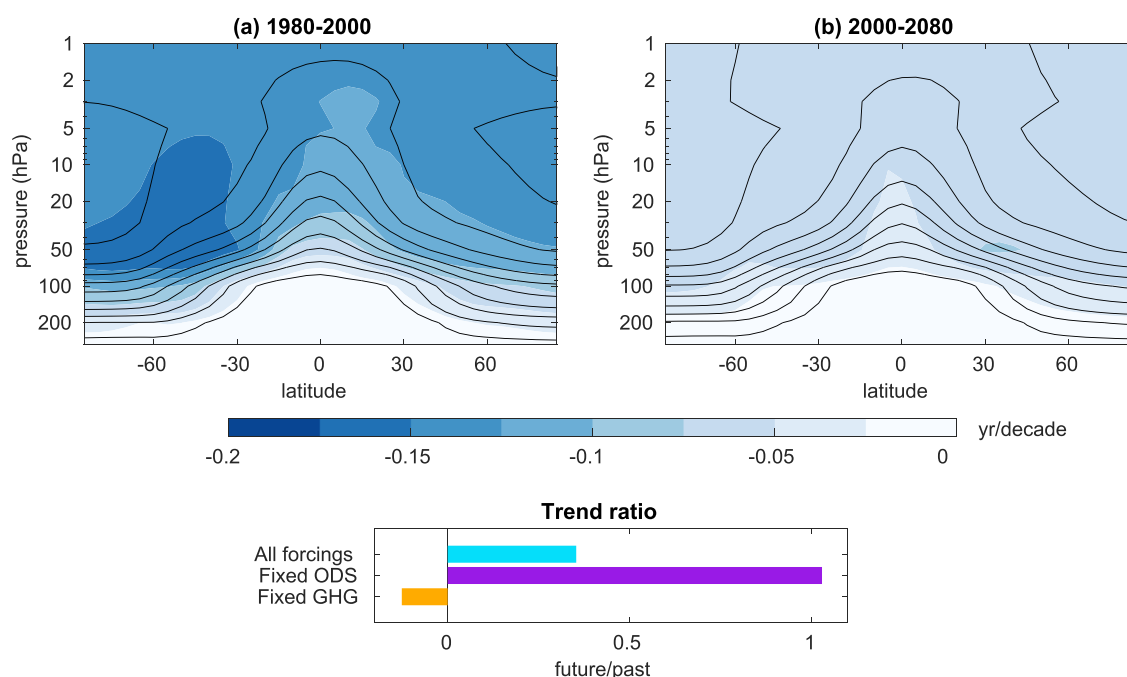 (a) 1980-2000
1
2
5
10
20
50
100
200
pressure (hPa)
-60
-30
0
30
60
latitude
(b) 2000-2080
1
2
5
10
20
50
100
200
pressure (hPa)
-60
-30
0
30
60
latitude
-0.2
-0.15
-0.1
-0.05
0
yr/decade
Trend ratio
All forcings
Fixed ODS
Fixed GHG
0
0.5
1
future/past